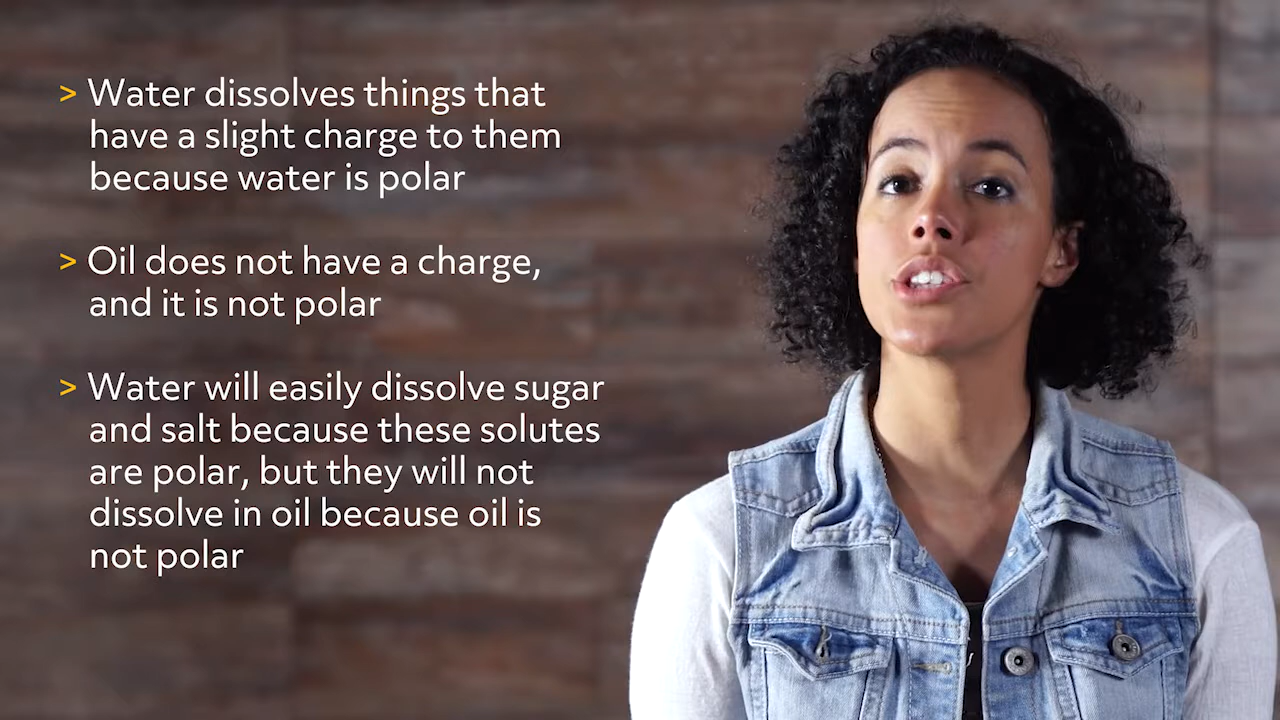 > Water dissolves things that
have a slight charge to them
because water is polar
> Oil does not have a charge,
and it is not polar
> Water will easily dissolve sugar
and salt because these solutes
are polar, but they will not
dissolve in oil because oil is
not polar